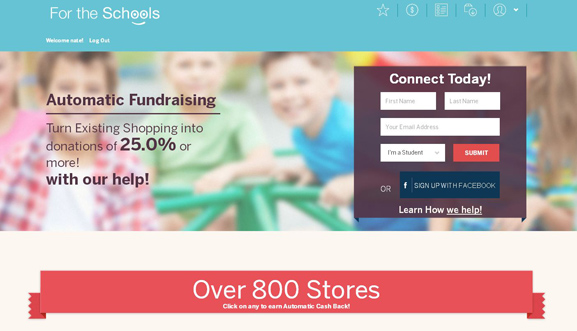 For the Schools
Welcome nate! Log Out
Automatic Fundraising
Turn Existing Shopping into
donations of 25.0% or
more!
with our help!
Connect Today!
First Name Last Name
Your Email Address
I'm a Student SUBMIT
OR f SIGN UP WITH FACEBOOK
Learn How we help!
Over 800 Stores
Click on any to earn Automatic Cash Back!